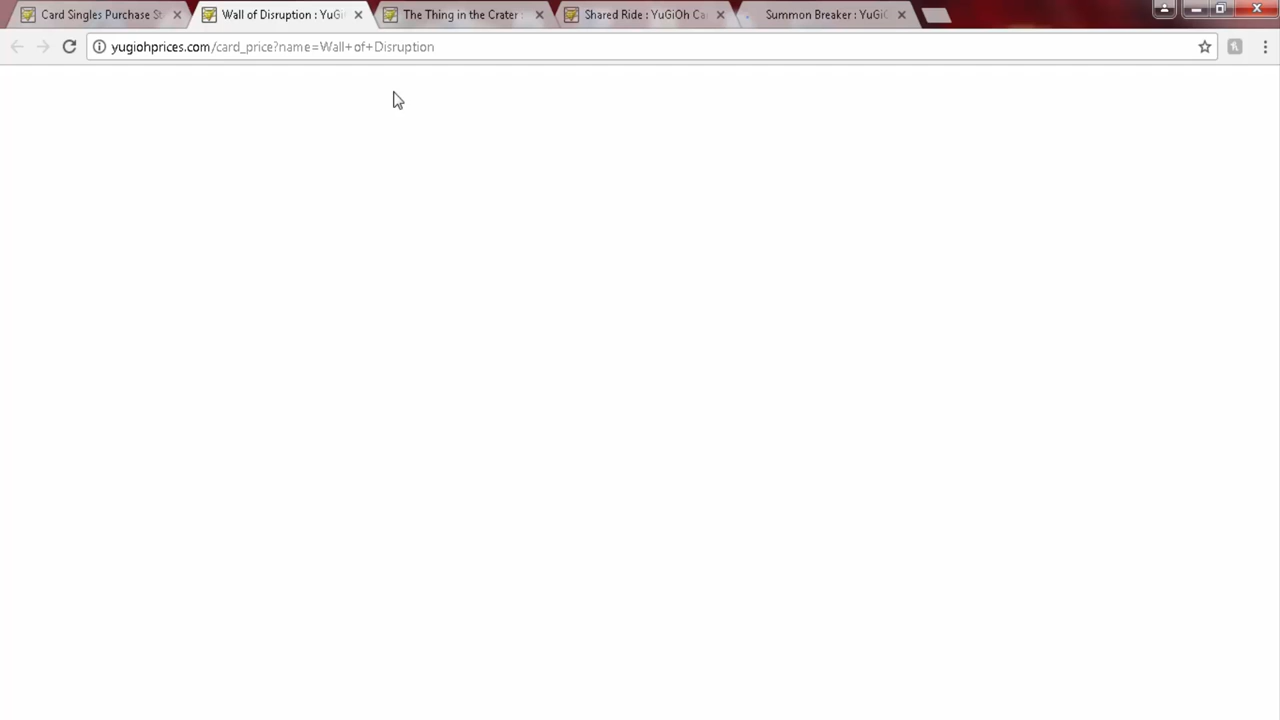 Card Singles Purchase St
Wall of Disruption : YuGi
The Thing in the Crater :
Shared Ride : YuGiOh Ca
Summon Breaker : YuGiO
yugiohprices.com/card_price?name=Wall+of+Disruption